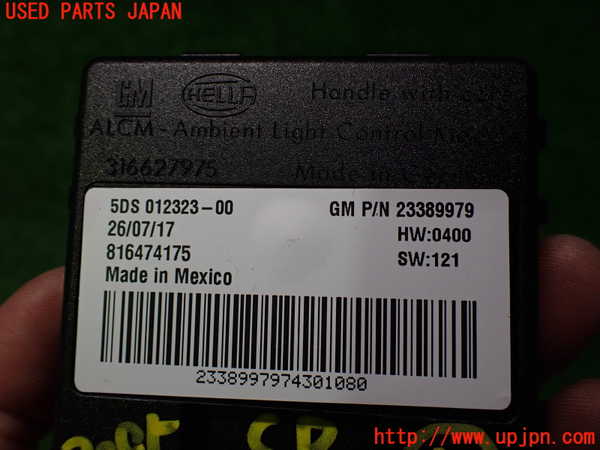 USED PARTS JAPAN
GM HELLA Handle with care
ALCM - Ambient Light Control
316627975 Made in
5DS 012323-00 GM P/N 23389979
26/07/17 HW:0400
816474175 SW:121
Made in Mexico
2338997974301080
http://www.upjpn.com